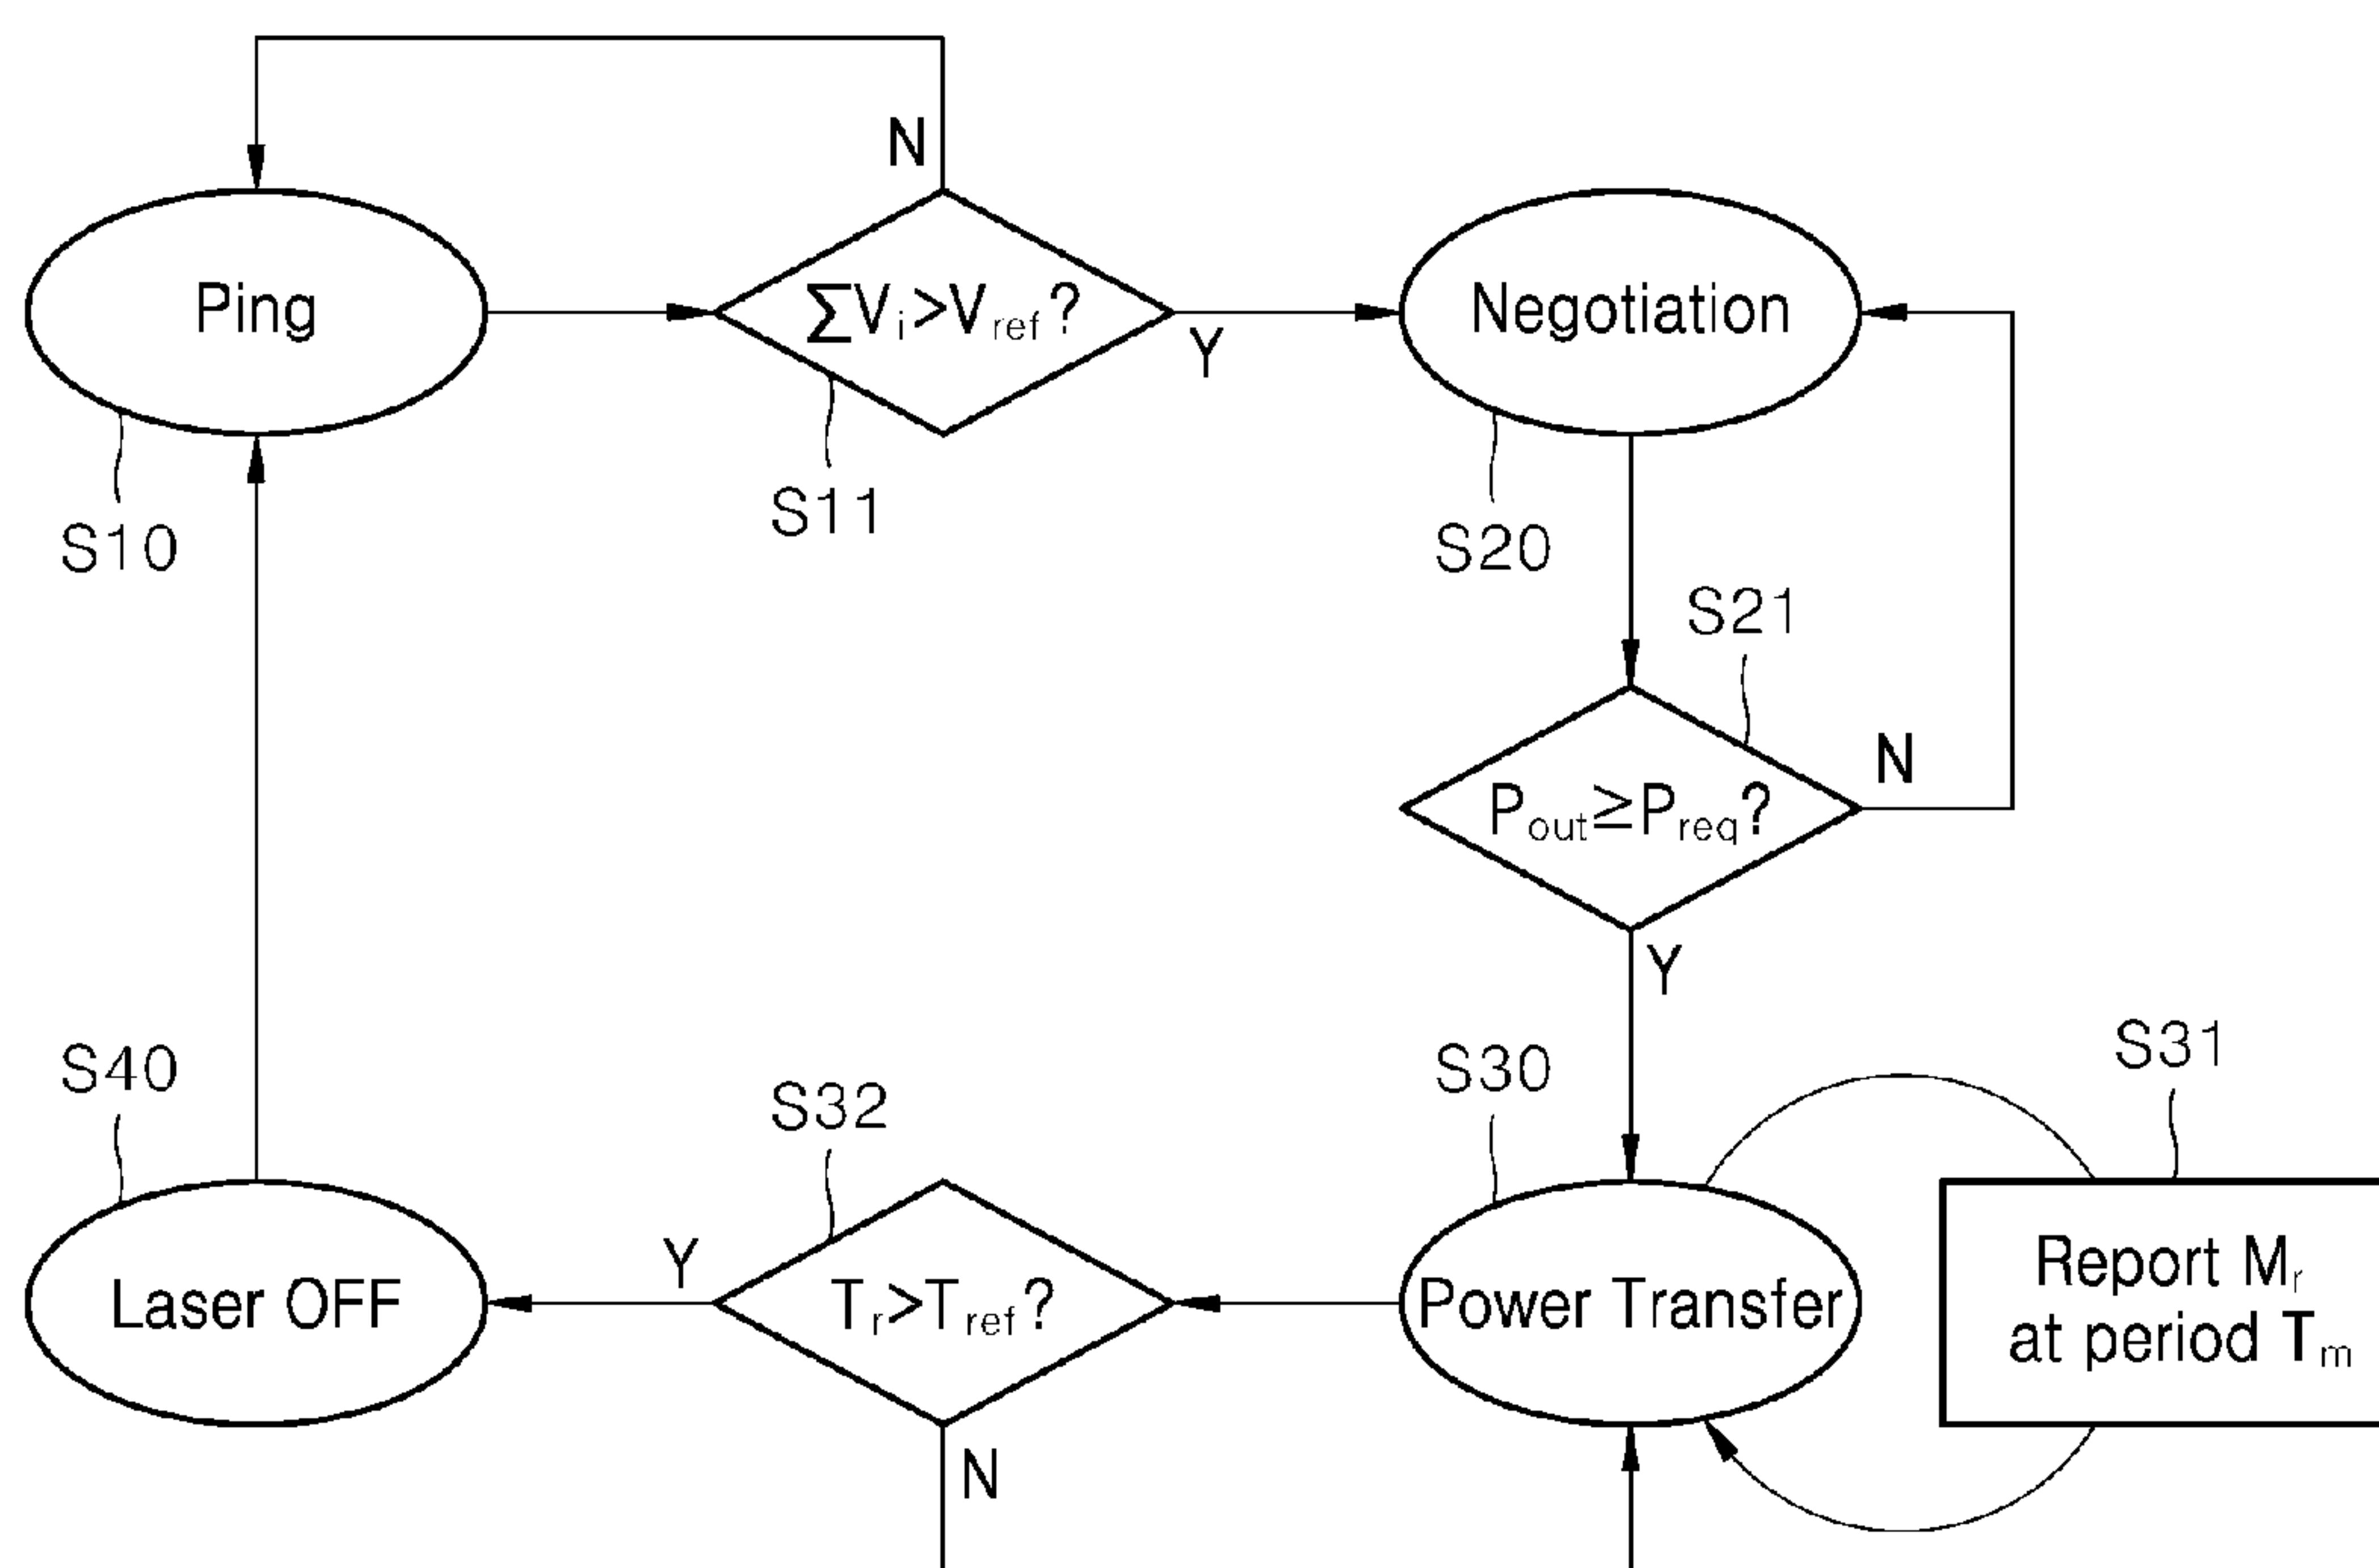 N
Ping
∑Vi>Vref?
Y
Negotiation
S10
S11
S20
S21
Pout≥Preq?
N
Y
S40
S32
S30
S31
Laser OFF
Y
Tr>Tref?
N
Power Transfer
Report Mr
at period Tm